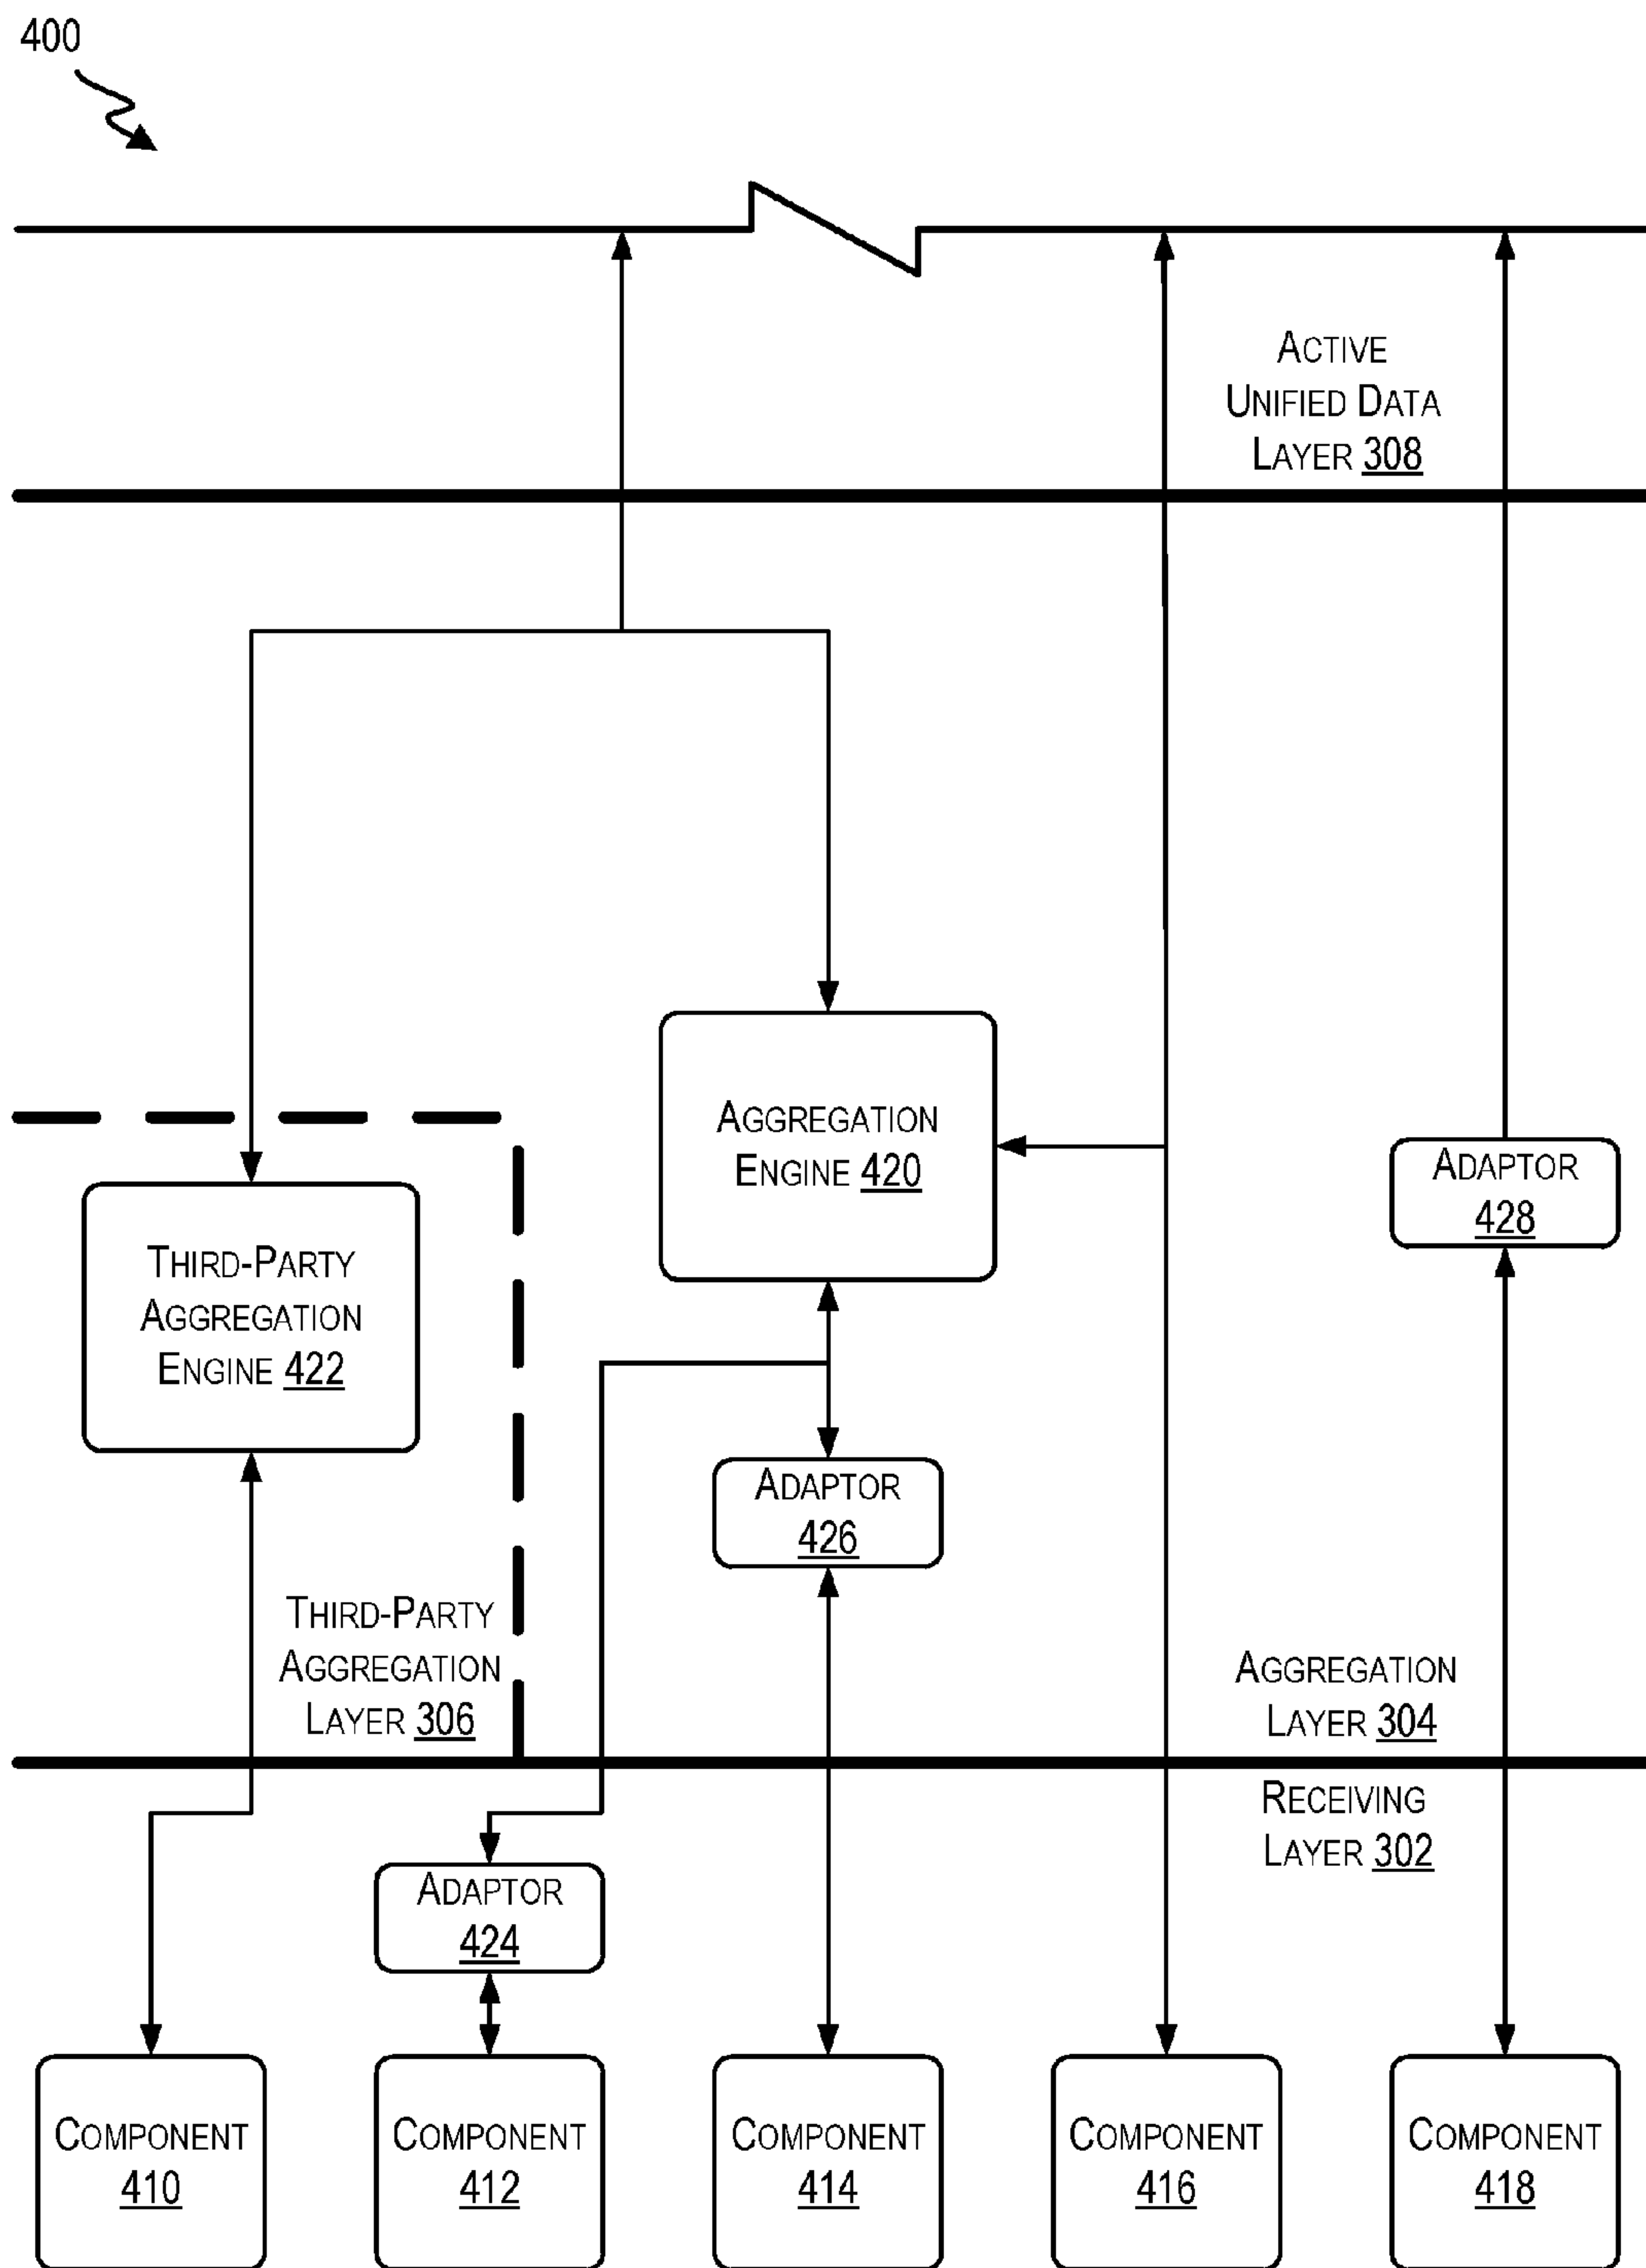 400
ACTIVE
UNIFIED DATA
LAYER 308
AGGREGATION
ENGINE 420
ADAPTOR
428
THIRD-PARTY
AGGREGATION
ENGINE 422
ADAPTOR
426
THIRD-PARTY
AGGREGATION
LAYER 306
AGGREGATION
LAYER 304
RECEIVING
LAYER 302
ADAPTOR
424
COMPONENT
410
COMPONENT
412
COMPONENT
414
COMPONENT
416
COMPONENT
418